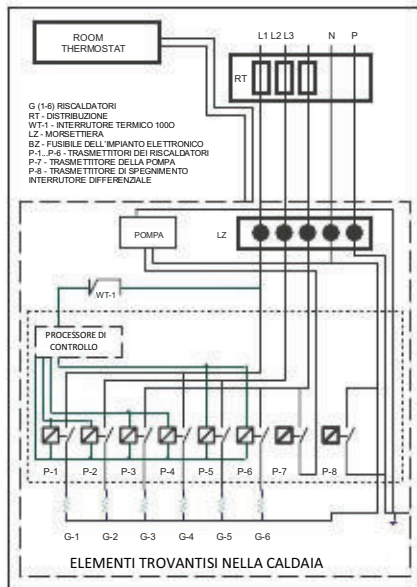 ROOM
THERMOSTAT
L1 L2 L3 N P
RT
G (1-6) RISCALDATORI
RT - DISTRIBUZIONE
WT-1 - INTERRUTORE TERMICO 100O
LZ - MORSETTIERA
BZ - FUSIBILE DELL'IMPIANTO ELETTRONICO
P-1...P-6 - TRASMETTITORI DEI RISCALDATORI
P-7 - TRASMETTITORE DELLA POMPA
P-8 - TRASMETTITORE DI SPEGNIMENTO
INTERRUTORE DIFFERENZIALE
POMPA
LZ
WT-1
PROCESSORE DI
CONTROLLO
P-1 P-2 P-3 P-4 P-5 P-6 P-7 P-8
G-1 G-2 G-3 G-4 G-5 G-6
ELEMENTI TROVANTISI NELLA CALDAIA